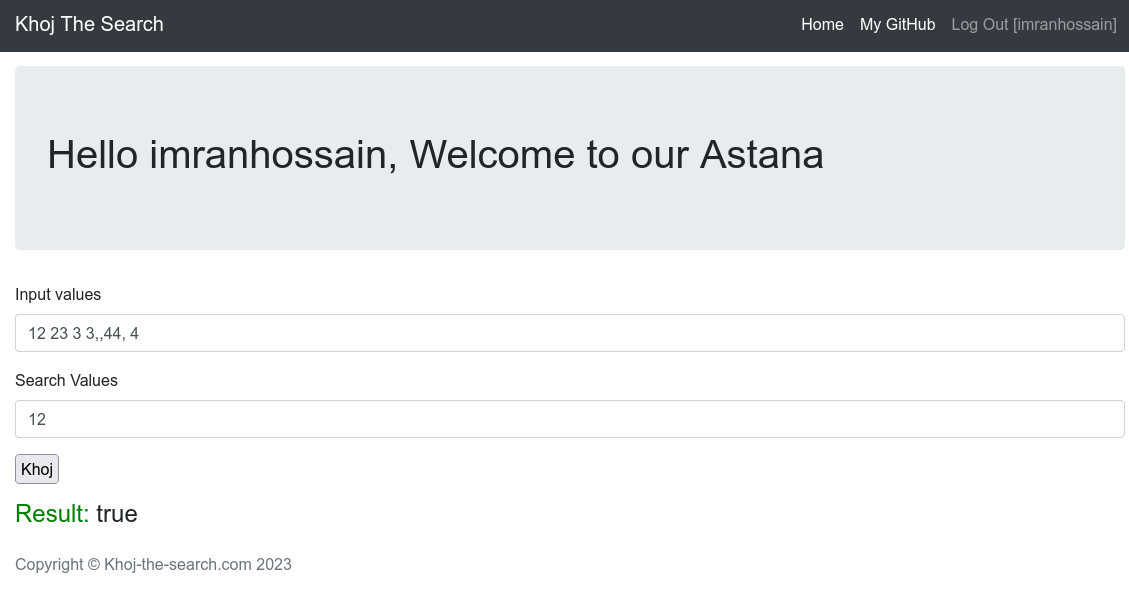 Khoj The Search Home My GitHub Log Out [imranhossain]
Hello imranhossain, Welcome to our Astana
Input values
12 23 3 3,,44, 4
Search Values
12
Khoj
Result: true
Copyright © Khoj-the-search.com 2023